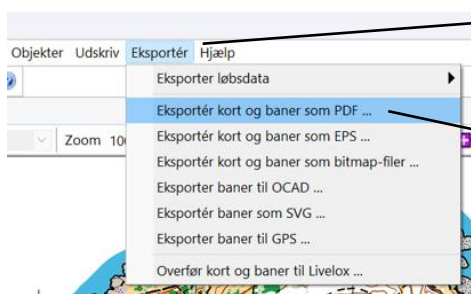 Objekter Udskriv Eksportér Hjælp
Eksporter løbsdata
Eksportér kort og baner som PDF ...
Eksportér kort og baner som EPS ...
Zoom 10
Eksportér kort og baner som bitmap-filer ...
Eksporter baner til OCAD ...
Eksportér baner som SVG ...
Eksporter baner til GPS ...
Overfør kort og baner til Livelox ...